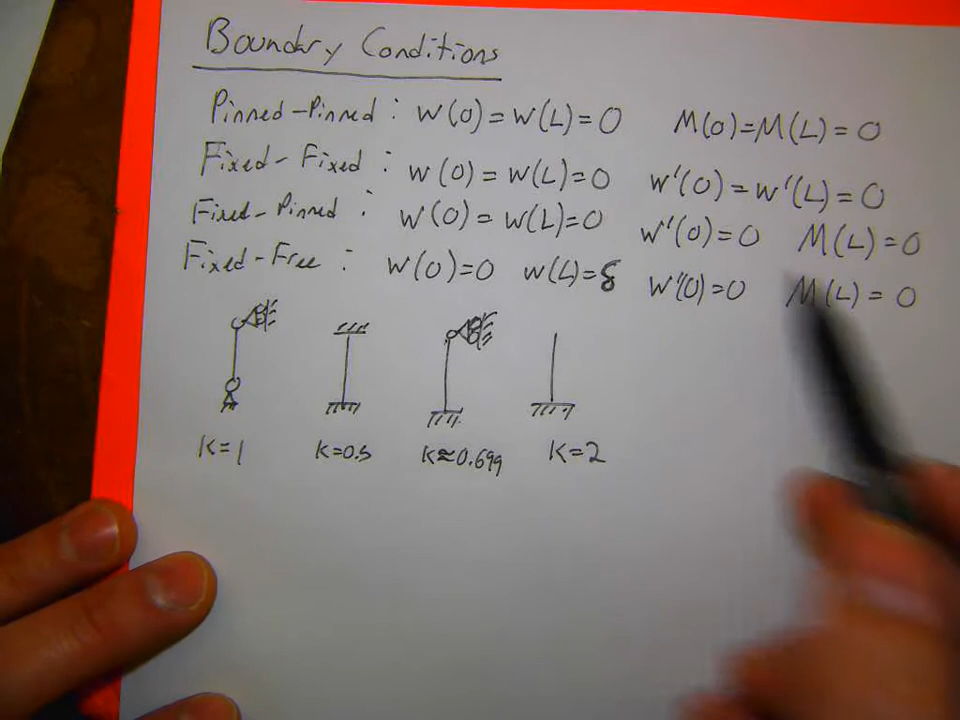 Boundary Conditions
Pinned-Pinned: w(0)=w(L)=0 M(0)=M(L)=0
Fixed-Fixed: w(0)=w(L)=0 w'(0)=w'(L)=0
Fixed-Pinned: w(0)=w(L)=0 w'(0)=0 M(L)=0
Fixed-Free: w(0)=0 w(L)=δ w'(0)=0 M(L)=0
K=1 K=0.5 K≈0.699 K=2